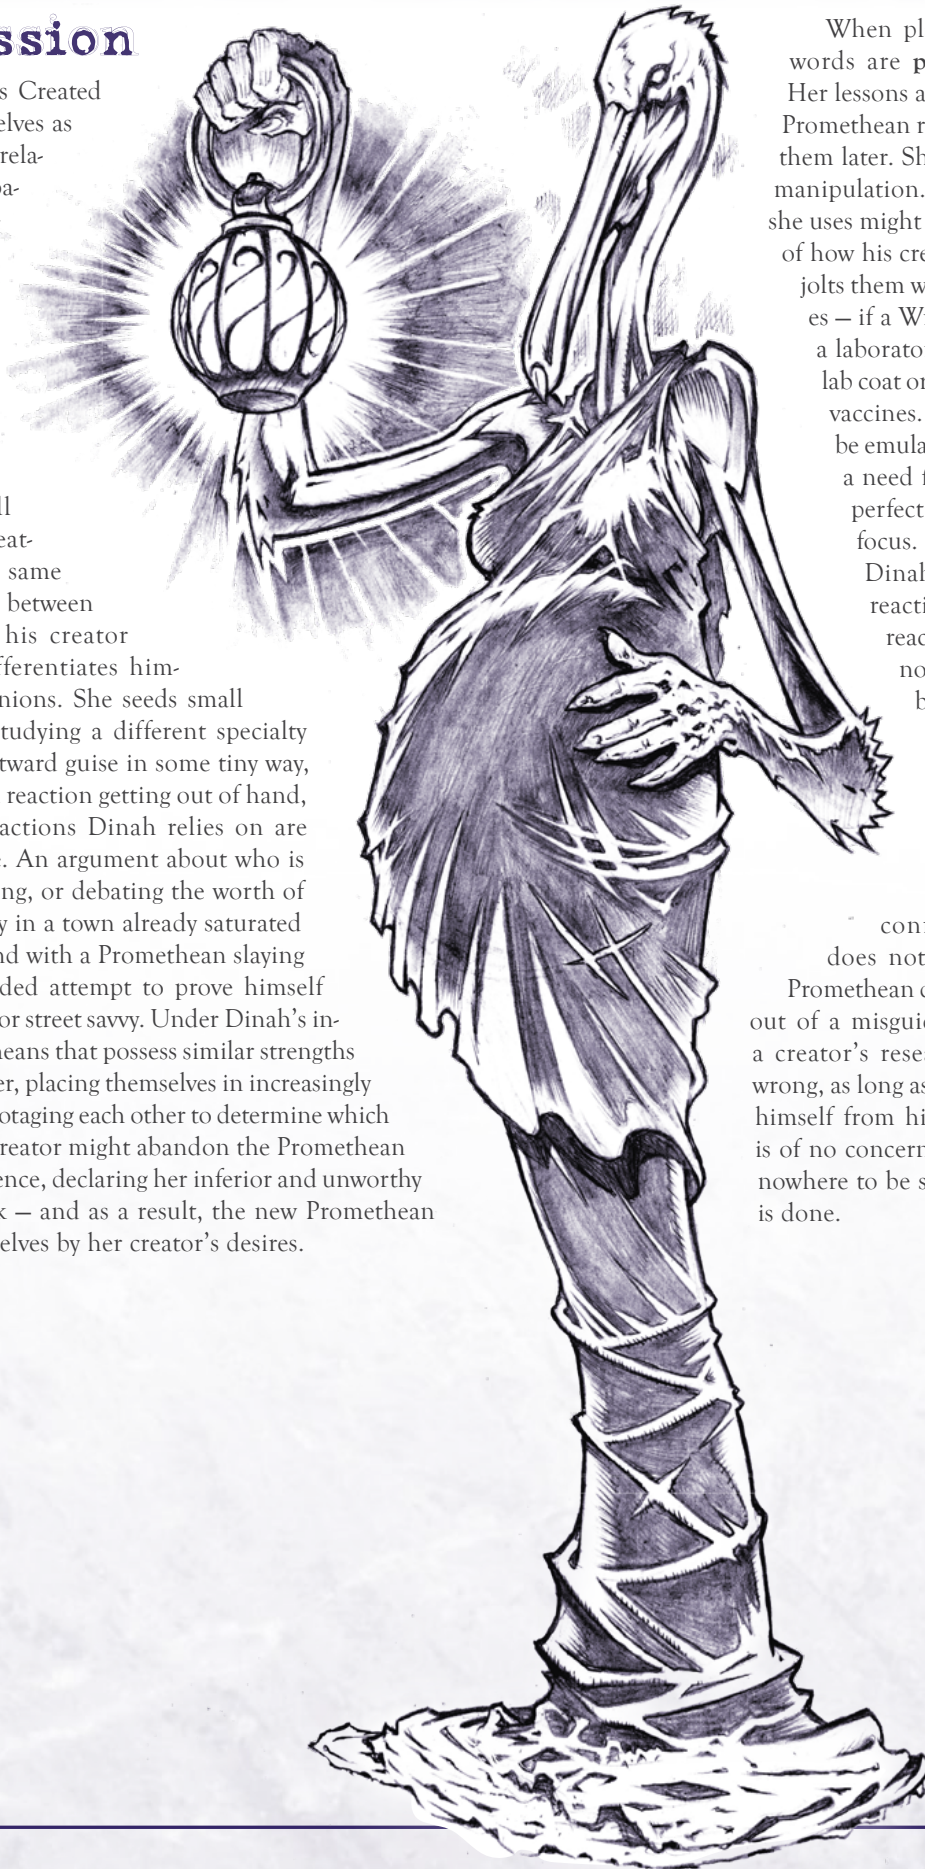 ssion
s Created
elves as
rela-
pa-
ll
eat-
same
between
his creator
fferentiates him-
nions. She seeds small
tudying a different specialty
tward guise in some tiny way,
reaction getting out of hand,
actions Dinah relies on are
e. An argument about who is
ng, or debating the worth of
y in a town already saturated
nd with a Promethean slaying
ded attempt to prove himself
or street savvy. Under Dinah's in-
neans that possess similar strengths
er, placing themselves in increasingly
otaging each other to determine which
creator might abandon the Promethean
ence, declaring her inferior and unworthy
k – and as a result, the new Promethean
selves by her creator's desires.
When pl
words are p
Her lessons a
Promethean r
them later. Sh
manipulation.
she uses might
of how his cre
jolts them w
es – if a Wi
a laborato
lab coat or
vaccines.
be emula
a need f
perfect
focus.
Dinah
reacti
reac
no
b
conf
does not
Promethean c
out of a misguid
a creator's rese
wrong, as long as
himself from hi
is of no concern
nowhere to be s
is done.